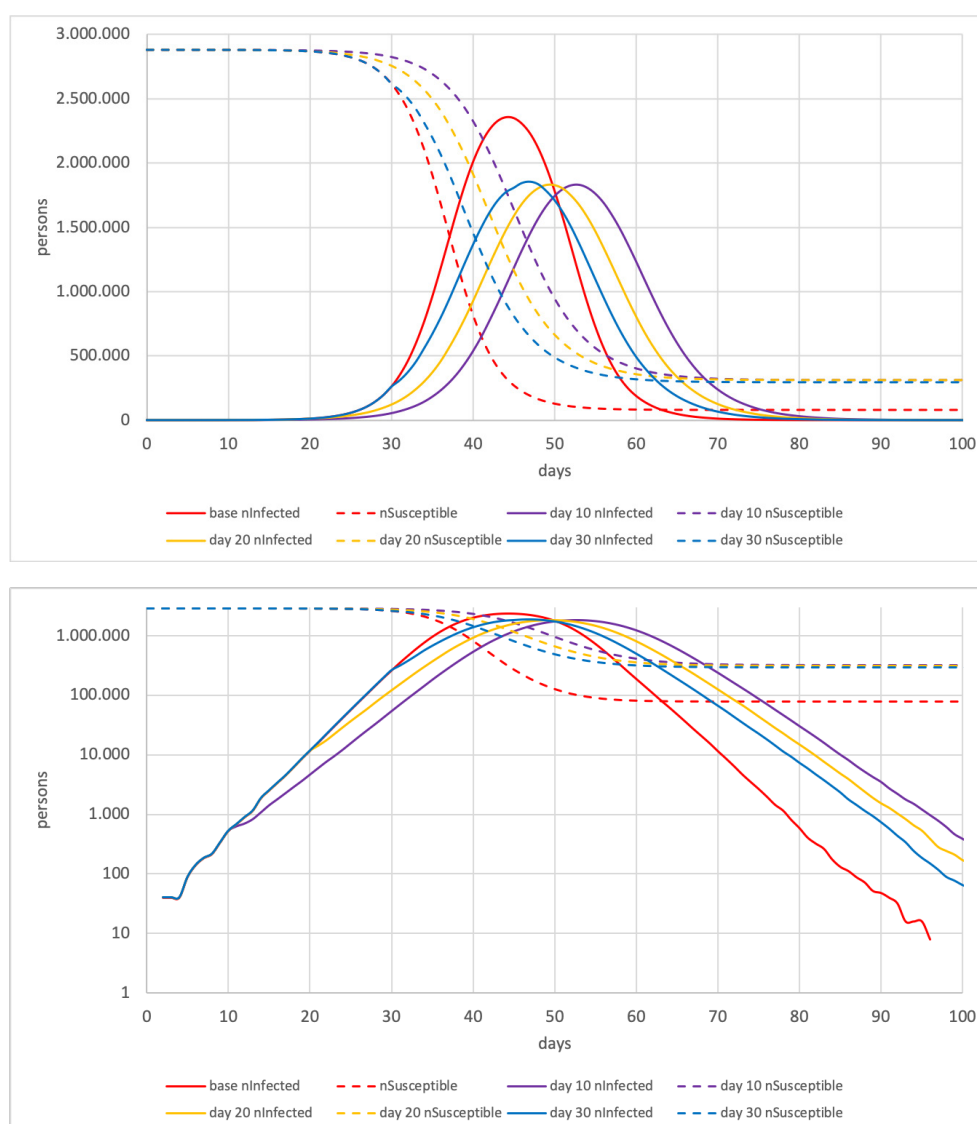 3.000.000
2.500.000
2.000.000
1.500.000
1.000.000
500.000
0
persons
0 10 20 30 40 50 60 70 80 90 100
days
base nInfected nSusceptible day 10 nInfected day 10 nSusceptible
day 20 nInfected day 20 nSusceptible day 30 nInfected day 30 nSusceptible
1.000.000
100.000
10.000
1.000
100
10
1
persons
0 10 20 30 40 50 60 70 80 90 100
days
base nInfected nSusceptible day 10 nInfected day 10 nSusceptible
day 20 nInfected day 20 nSusceptible day 30 nInfected day 30 nSusceptible